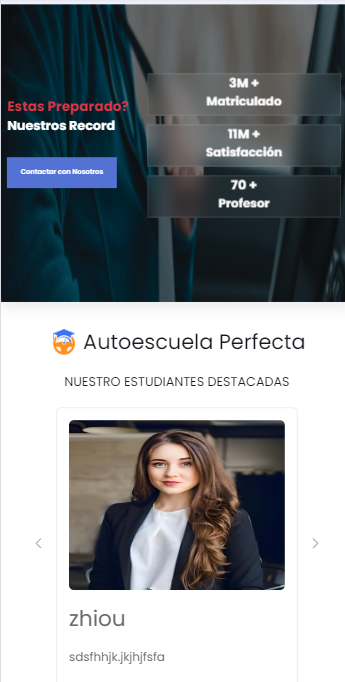 Estas Preparado?
Nuestros Record
Contactar con Nosotros
3M +
Matriculado
11M +
Satisfacción
70 +
Profesor
Autoescuela Perfecta
NUESTRO ESTUDIANTES DESTACADAS
zhiou
sdsfhhjk.jkjhjfsfa